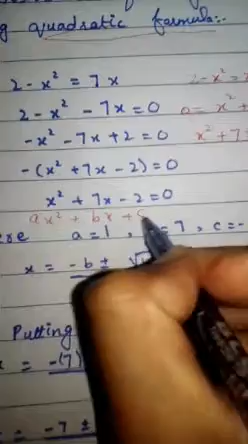 quadratic formula:-
2 - x² = 7x
2 - x² - 7x = 0
-x² - 7x + 2 = 0
-(x² + 7x - 2) = 0
x² + 7x - 2 = 0
ax² + bx + c
a = 1, = 7, c = -
x = -b ± √
Putting
= -(7)
= -7 ±